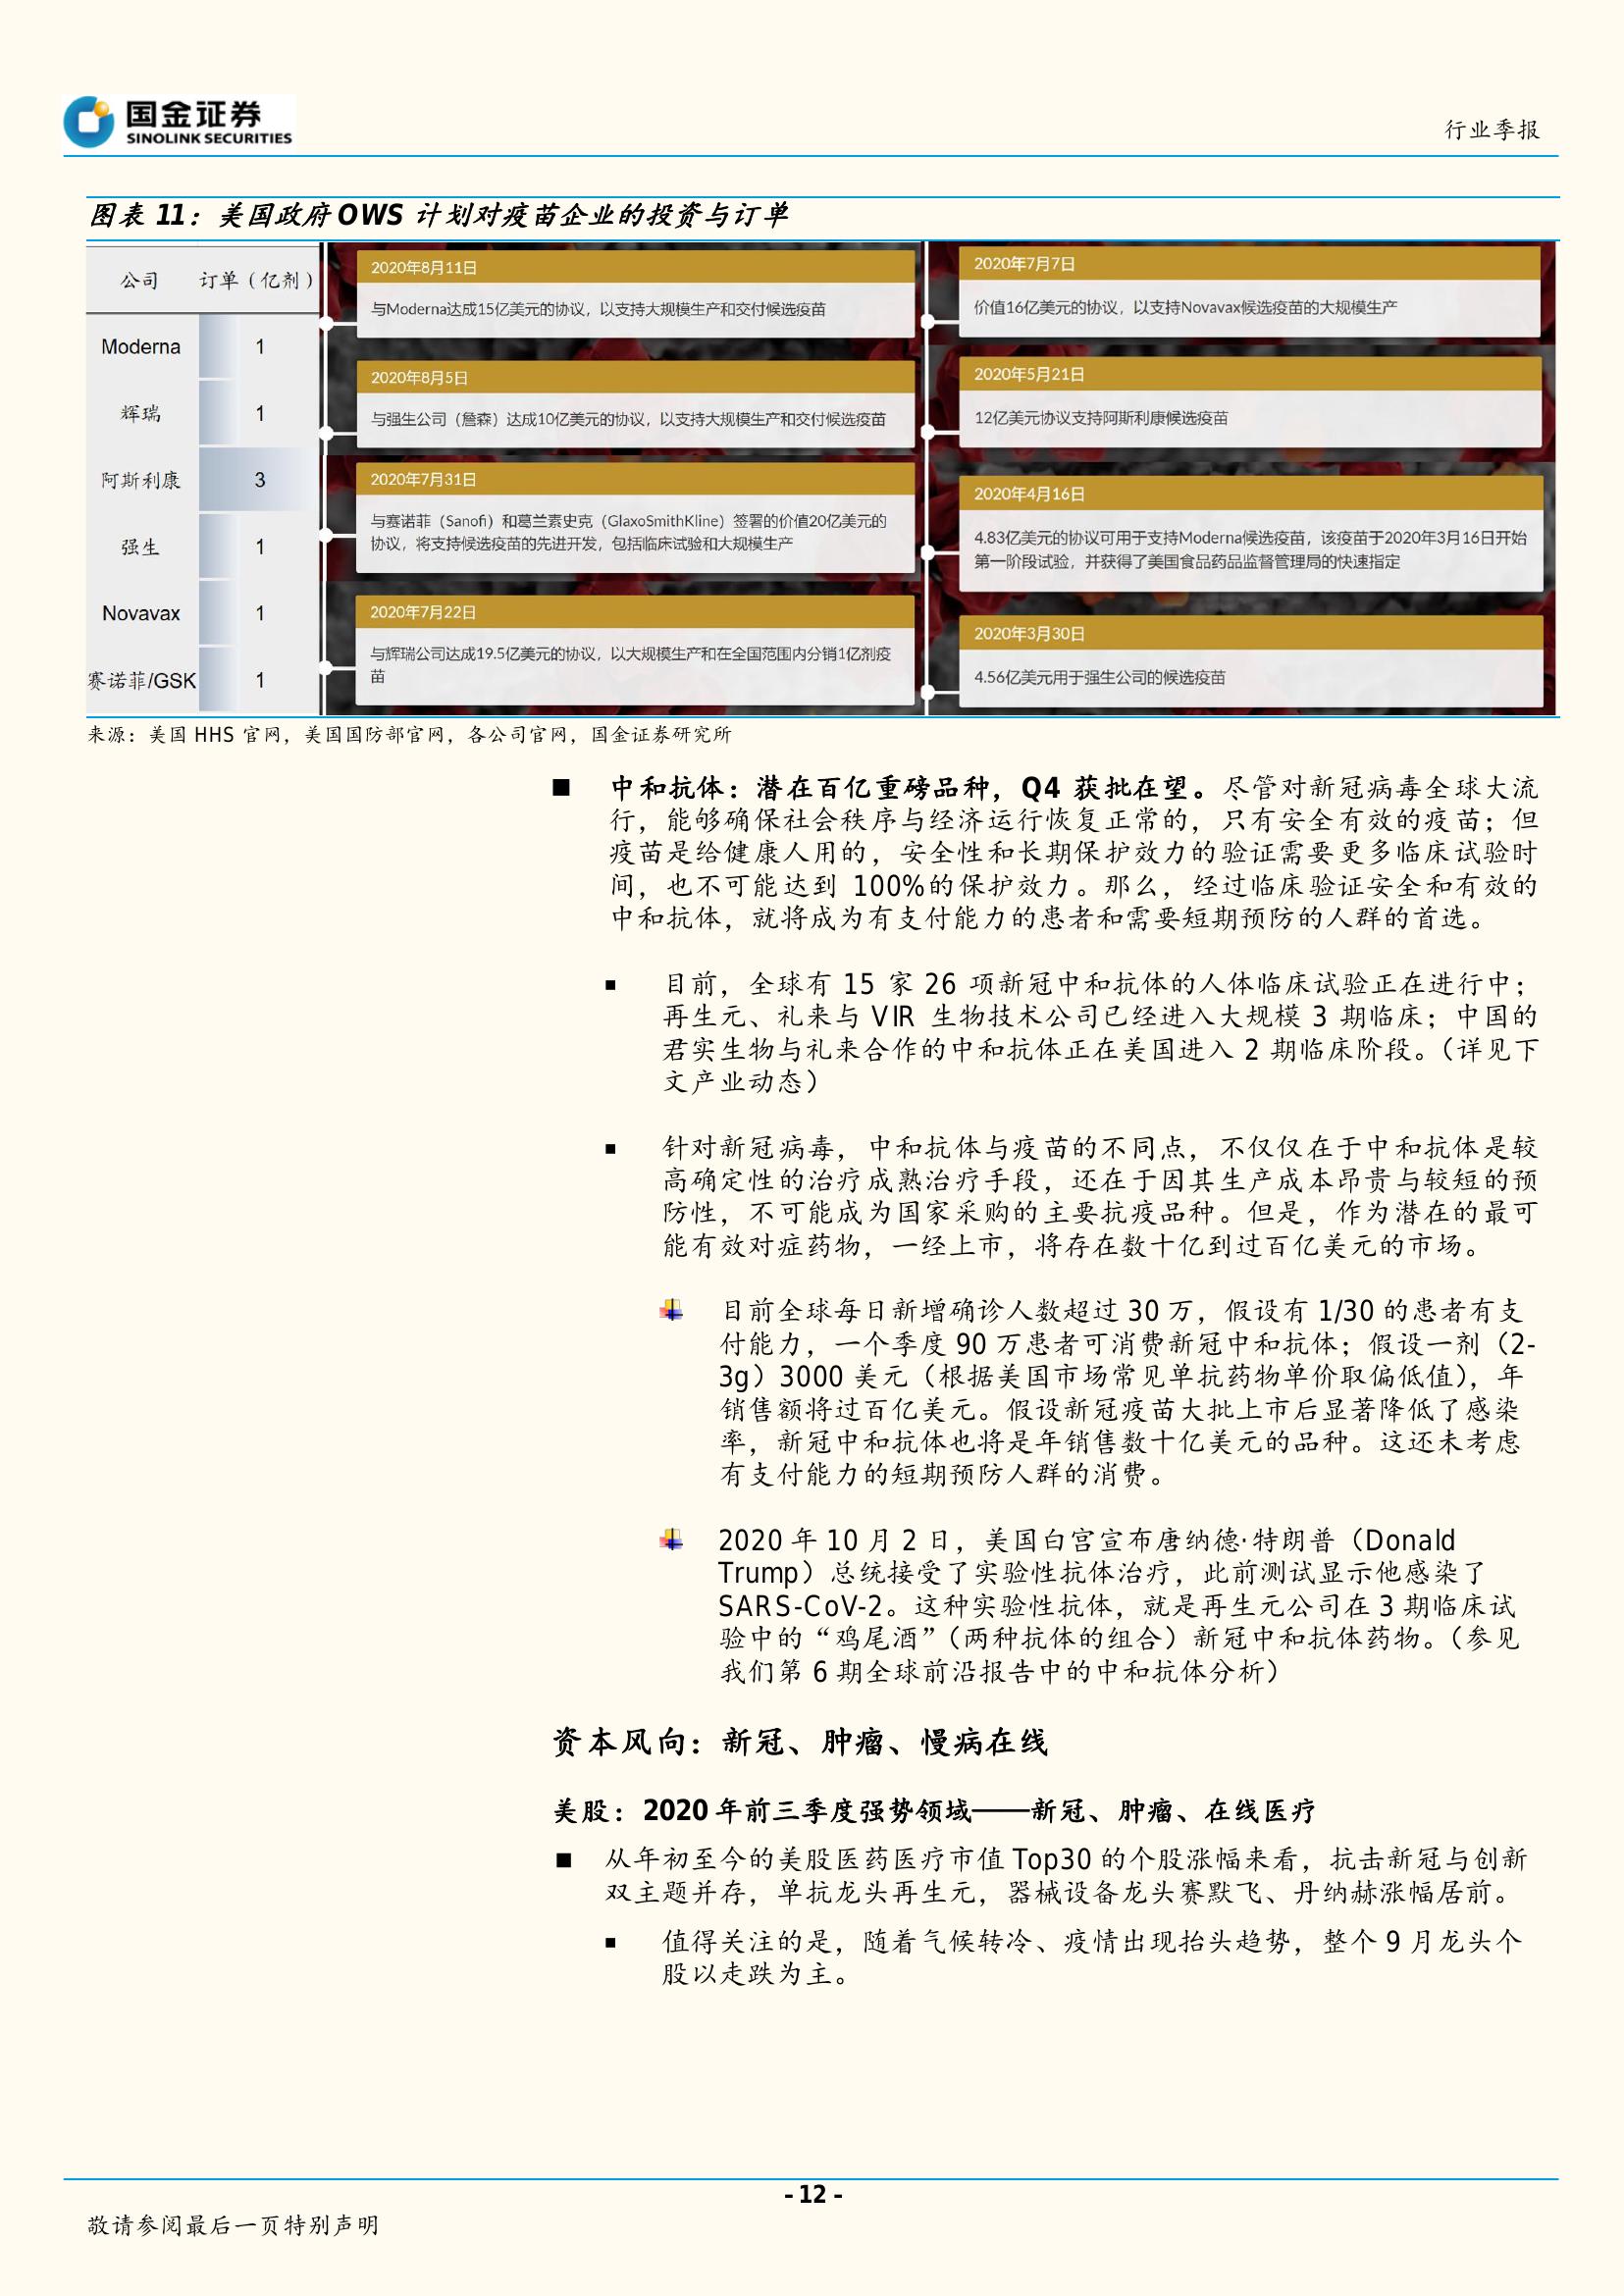 国金证券
SINOLINK SECURITIES
行业季报
图表 11：美国政府 OWS 计划对疫苗企业的投资与订单
公司 订单（亿剂）
Moderna 1
辉瑞 1
阿斯利康 3
强生 1
Novavax 1
赛诺菲/GSK 1
2020年8月11日
与Moderna达成15亿美元的协议，以支持大规模生产和交付候选疫苗
2020年8月5日
与强生公司（詹森）达成10亿美元的协议，以支持大规模生产和交付候选疫苗
2020年7月31日
与赛诺菲（Sanofi）和葛兰素史克（GlaxoSmithKline）签署的价值20亿美元的
协议，将支持候选疫苗的先进开发，包括临床试验和大规模生产
2020年7月22日
与辉瑞公司达成19.5亿美元的协议，以大规模生产和在全国范围内分销1亿剂疫
苗
2020年7月7日
价值16亿美元的协议，以支持Novavax候选疫苗的大规模生产
2020年5月21日
12亿美元协议支持阿斯利康候选疫苗
2020年4月16日
4.83亿美元的协议可用于支持Moderna候选疫苗，该疫苗于2020年3月16日开始
第一阶段试验，并获得了美国食品药品监督管理局的快速指定
2020年3月30日
4.56亿美元用于强生公司的候选疫苗
来源：美国 HHS 官网，美国国防部官网，各公司官网，国金证券研究所
■ 中和抗体：潜在百亿重磅品种，Q4 获批在望。尽管对新冠病毒全球大流
行，能够确保社会秩序与经济运行恢复正常的，只有安全有效的疫苗；但
疫苗是给健康人用的，安全性和长期保护效力的验证需要更多临床试验时
间，也不可能达到 100%的保护效力。那么，经过临床验证安全和有效的
中和抗体，就将成为有支付能力的患者和需要短期预防的人群的首选。
▪ 目前，全球有 15 家 26 项新冠中和抗体的人体临床试验正在进行中；
再生元、礼来与 VIR 生物技术公司已经进入大规模 3 期临床；中国的
君实生物与礼来合作的中和抗体正在美国进入 2 期临床阶段。（详见下
文产业动态）
▪ 针对新冠病毒，中和抗体与疫苗的不同点，不仅仅在于中和抗体是较
高确定性的治疗成熟治疗手段，还在于因其生产成本昂贵与较短的预
防性，不可能成为国家采购的主要抗疫品种。但是，作为潜在的最可
能有效对症药物，一经上市，将存在数十亿到过百亿美元的市场。
目前全球每日新增确诊人数超过 30 万，假设有 1/30 的患者有支
付能力，一个季度 90 万患者可消费新冠中和抗体；假设一剂（2-
3g）3000 美元（根据美国市场常见单抗药物单价取偏低值），年
销售额将过百亿美元。假设新冠疫苗大批上市后显著降低了感染
率，新冠中和抗体也将是年销售数十亿美元的品种。这还未考虑
有支付能力的短期预防人群的消费。
2020 年 10 月 2 日，美国白宫宣布唐纳德·特朗普（Donald
Trump）总统接受了实验性抗体治疗，此前测试显示他感染了
SARS-CoV-2。这种实验性抗体，就是再生元公司在 3 期临床试
验中的“鸡尾酒”（两种抗体的组合）新冠中和抗体药物。（参见
我们第 6 期全球前沿报告中的中和抗体分析）
资本风向：新冠、肿瘤、慢病在线
美股：2020 年前三季度强势领域——新冠、肿瘤、在线医疗
■ 从年初至今的美股医药医疗市值 Top30 的个股涨幅来看，抗击新冠与创新
双主题并存，单抗龙头再生元，器械设备龙头赛默飞、丹纳赫涨幅居前。
▪ 值得关注的是，随着气候转冷、疫情出现抬头趋势，整个 9 月龙头个
股以走跌为主。
- 12 -
敬请参阅最后一页特别声明